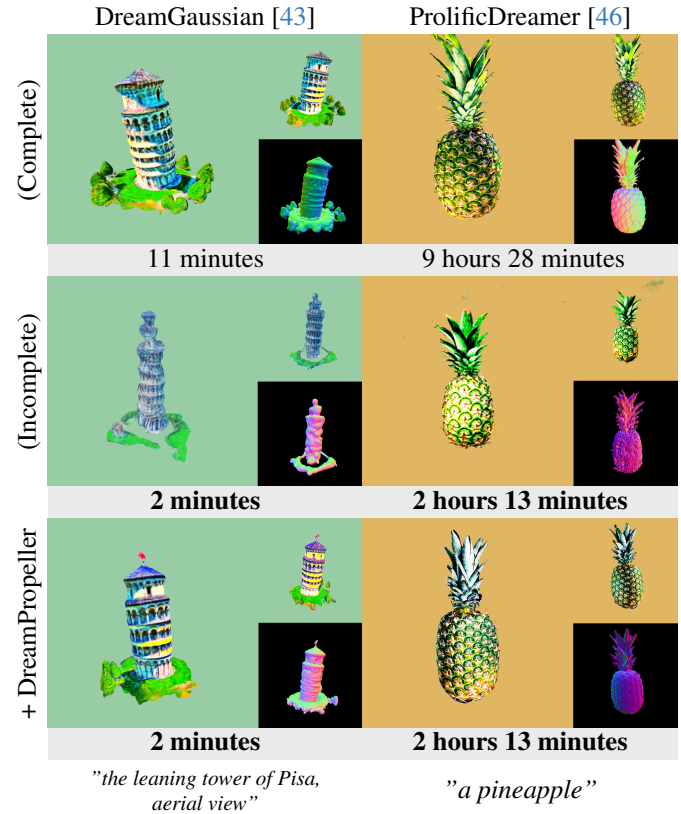 DreamGaussian [43]
ProlificDreamer [46]
(Complete)
11 minutes
9 hours 28 minutes
(Incomplete)
2 minutes
2 hours 13 minutes
+ DreamPropeller
2 minutes
2 hours 13 minutes
”the leaning tower of Pisa,
aerial view”
”a pineapple”